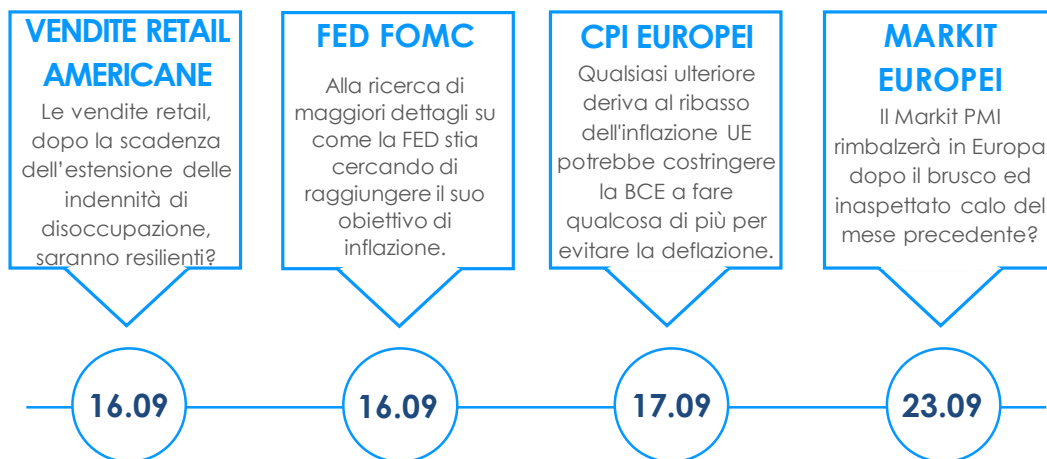 VENDITE RETAIL
AMERICANE
Le vendite retail,
dopo la scadenza
dell’estensione delle
indennità di
disoccupazione,
saranno resilienti?
FED FOMC
Alla ricerca di
maggiori dettagli su
come la FED stia
cercando di
raggiungere il suo
obiettivo di
inflazione.
CPI EUROPEI
Qualsiasi ulteriore
deriva al ribasso
dell'inflazione UE
potrebbe costringere
la BCE a fare
qualcosa di più per
evitare la deflazione.
MARKIT
EUROPEI
Il Markit PMI
rimbalzerà in Europa
dopo il brusco ed
inaspettato calo del
mese precedente?
16.09
16.09
17.09
23.09